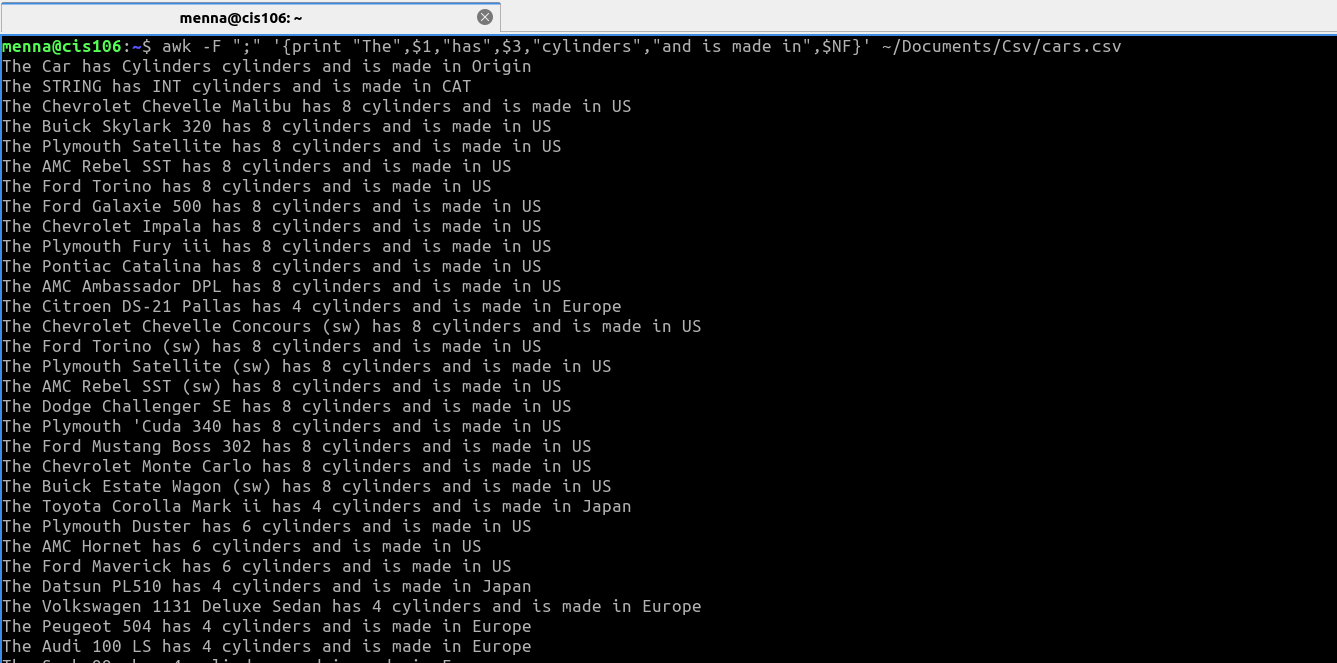 menna@cis106: ~
menna@cis106:~$ awk -F ";" '{print "The",$1,"has",$3,"cylinders","and is made in",$NF}' ~/Documents/Csv/cars.csv
The Car has Cylinders cylinders and is made in Origin
The STRING has INT cylinders and is made in CAT
The Chevrolet Chevelle Malibu has 8 cylinders and is made in US
The Buick Skylark 320 has 8 cylinders and is made in US
The Plymouth Satellite has 8 cylinders and is made in US
The AMC Rebel SST has 8 cylinders and is made in US
The Ford Torino has 8 cylinders and is made in US
The Ford Galaxie 500 has 8 cylinders and is made in US
The Chevrolet Impala has 8 cylinders and is made in US
The Plymouth Fury iii has 8 cylinders and is made in US
The Pontiac Catalina has 8 cylinders and is made in US
The AMC Ambassador DPL has 8 cylinders and is made in US
The Citroen DS-21 Pallas has 4 cylinders and is made in Europe
The Chevrolet Chevelle Concours (sw) has 8 cylinders and is made in US
The Ford Torino (sw) has 8 cylinders and is made in US
The Plymouth Satellite (sw) has 8 cylinders and is made in US
The AMC Rebel SST (sw) has 8 cylinders and is made in US
The Dodge Challenger SE has 8 cylinders and is made in US
The Plymouth 'Cuda 340 has 8 cylinders and is made in US
The Ford Mustang Boss 302 has 8 cylinders and is made in US
The Chevrolet Monte Carlo has 8 cylinders and is made in US
The Buick Estate Wagon (sw) has 8 cylinders and is made in US
The Toyota Corolla Mark ii has 4 cylinders and is made in Japan
The Plymouth Duster has 6 cylinders and is made in US
The AMC Hornet has 6 cylinders and is made in US
The Ford Maverick has 6 cylinders and is made in US
The Datsun PL510 has 4 cylinders and is made in Japan
The Volkswagen 1131 Deluxe Sedan has 4 cylinders and is made in Europe
The Peugeot 504 has 4 cylinders and is made in Europe
The Audi 100 LS has 4 cylinders and is made in Europe